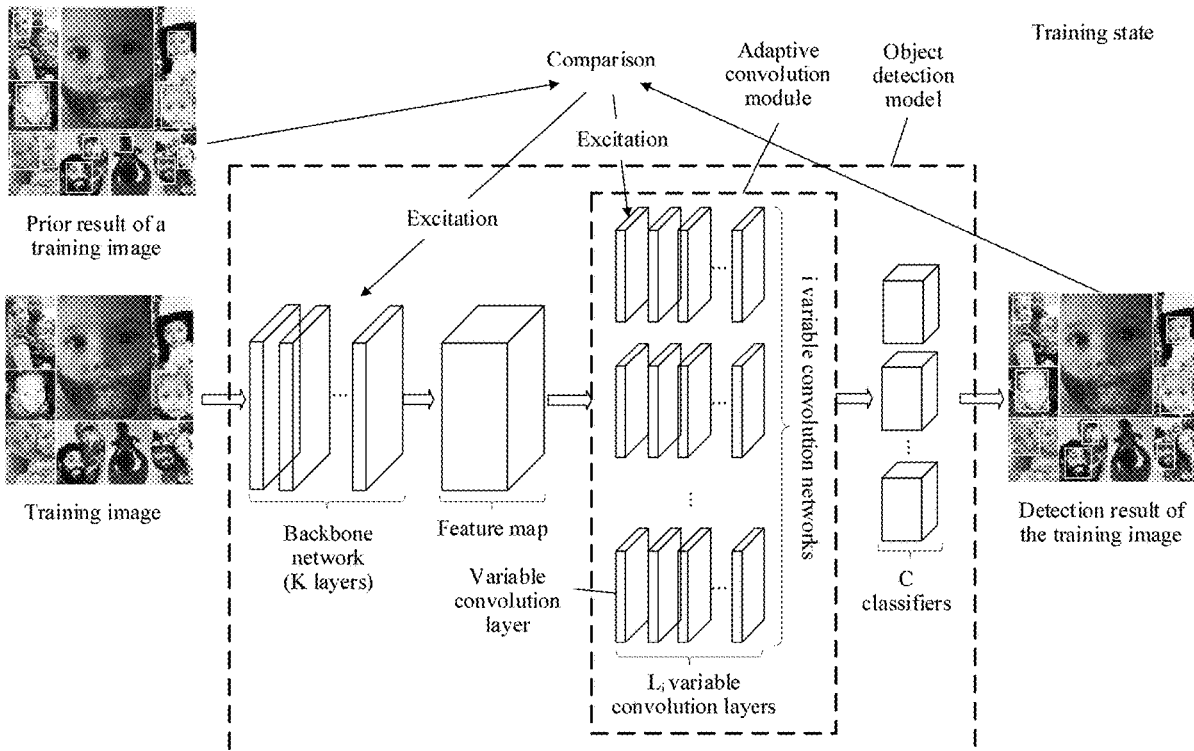 Training state
Comparison
Adaptive
convolution
module
Object
detection
model
Excitation
Excitation
Prior result of a
training image
Training image
...
Backbone
network
(K layers)
Feature map
...
...
...
...
i variable convolution networks
Variable
convolution
layer
Lᵢ variable
convolution layers
...
C
classifiers
Detection result of
the training image